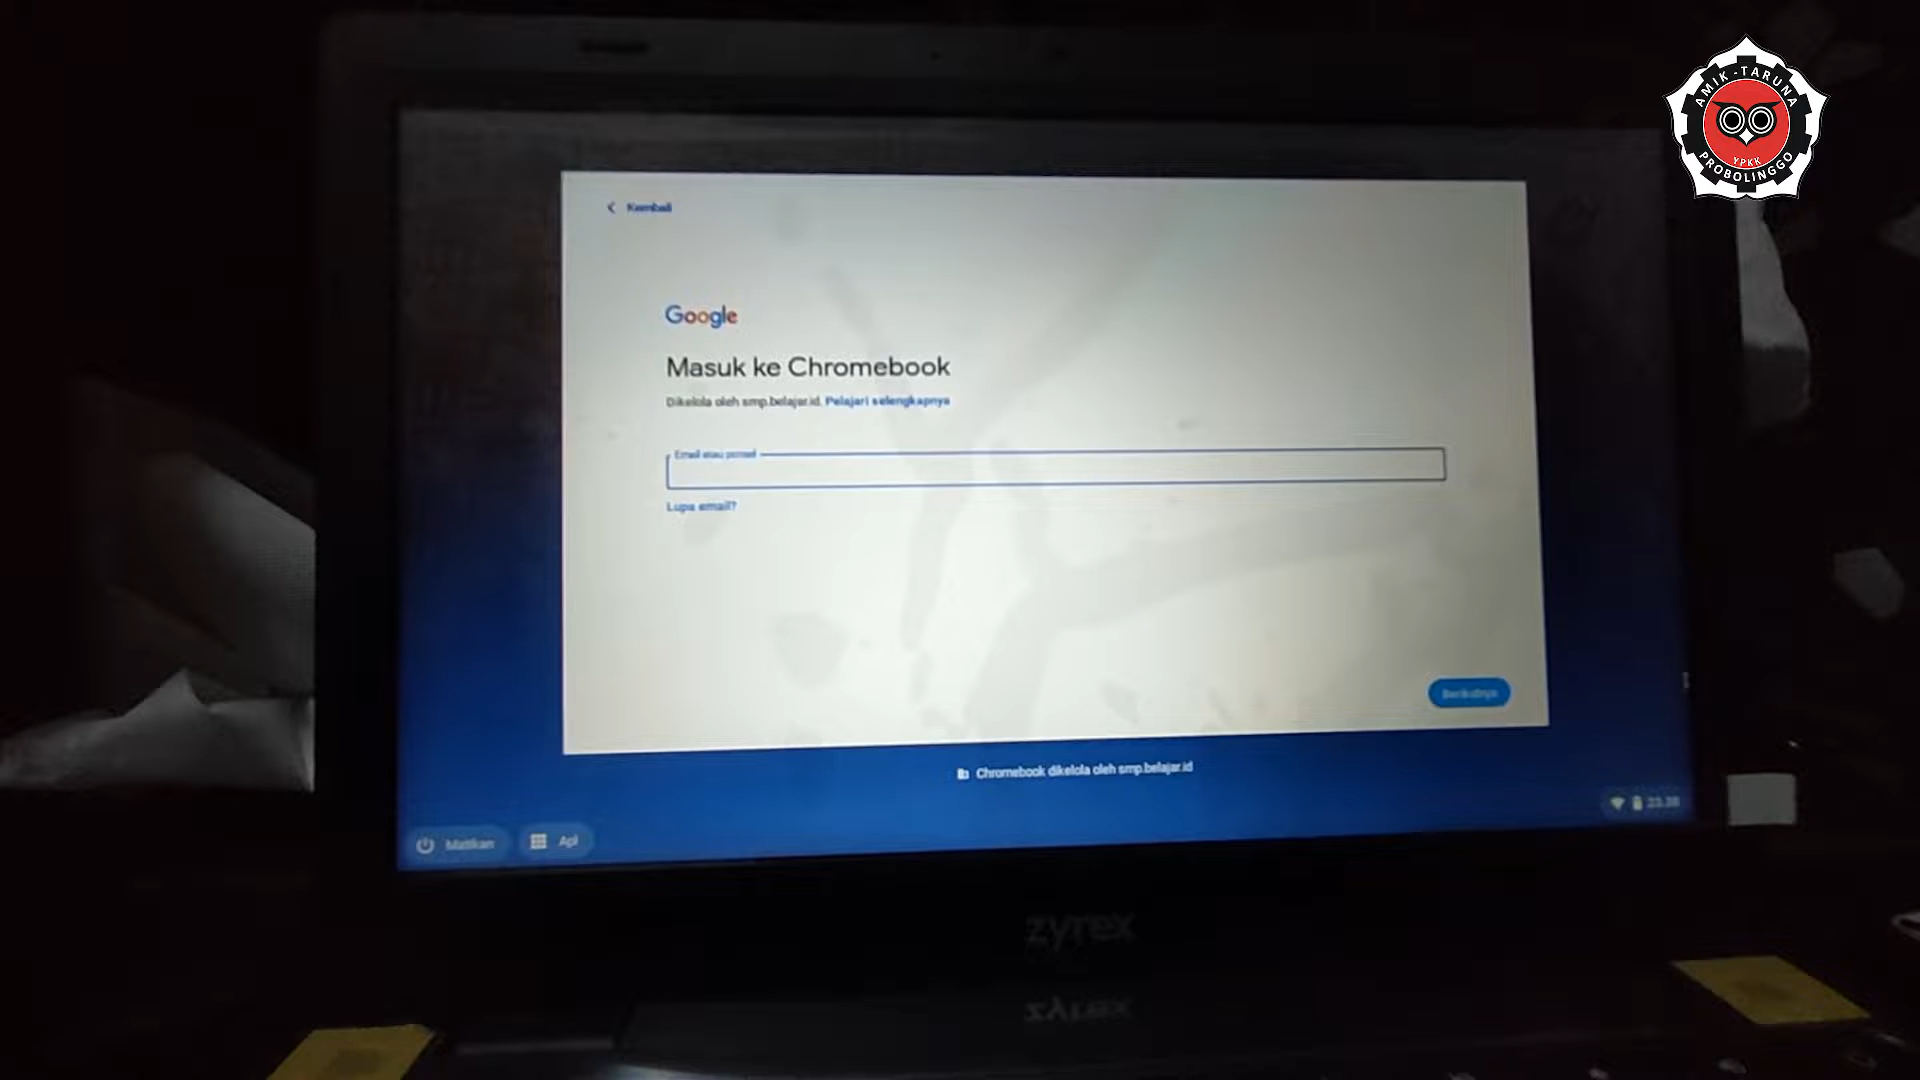 AMIK - TARUNA
YPKK
PROBOLINGGO
Kembali
Google
Masuk ke Chromebook
Dikelola oleh smp.belajar.id. Pelajari selengkapnya
Email atau ponsel
Lupa email?
Berikutnya
Chromebook dikelola oleh smp.belajar.id
Matikan
Apl
zyrex